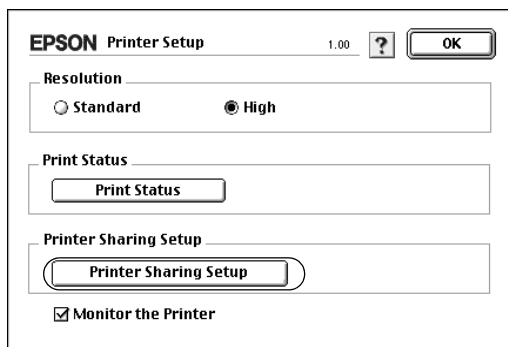 EPSON Printer Setup 1.00 ? OK
Resolution
Standard High
Print Status
Print Status
Printer Sharing Setup
Printer Sharing Setup
Monitor the Printer